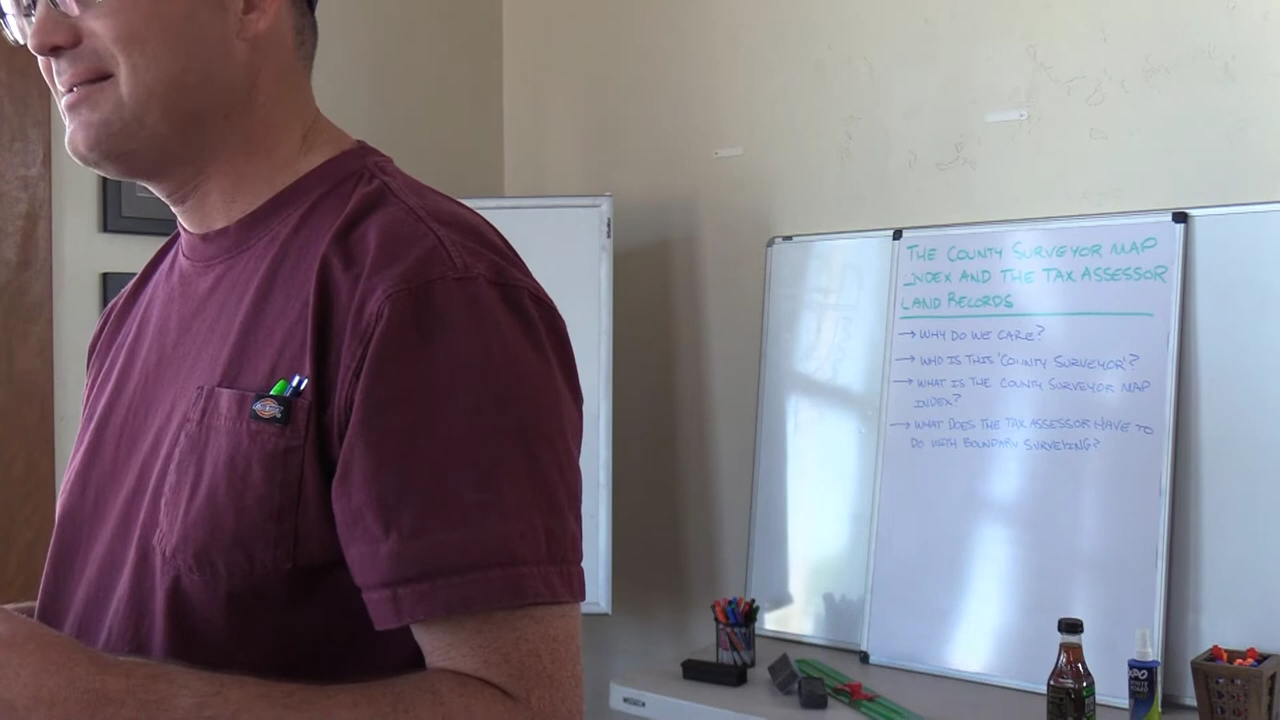 THE COUNTY SURVEYOR MAP
INDEX AND THE TAX ASSESSOR
LAND RECORDS
→ WHY DO WE CARE?
→ WHO IS THIS 'COUNTY SURVEYOR'?
→ WHAT IS THE COUNTY SURVEYOR MAP
INDEX?
→ WHAT DOES THE TAX ASSESSOR HAVE TO
DO WITH BOUNDARY SURVEYING?
Dickies
EXPO